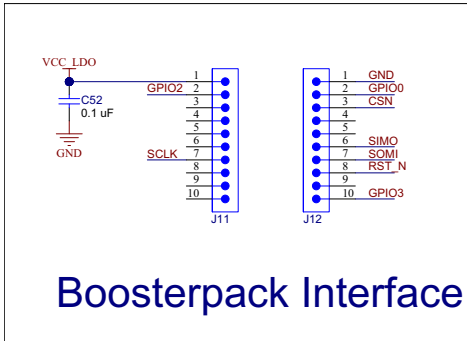 VCC_LDO
1
GPIO2 2
C52 3
0.1 uF 4
5
6
GND SCLK 7
8
9
10
J11
1 GND
2 GPIO0
3 CSN
4
5
6 SIMO
7 SOMI
8 RST_N
9
10 GPIO3
J12
Boosterpack Interface